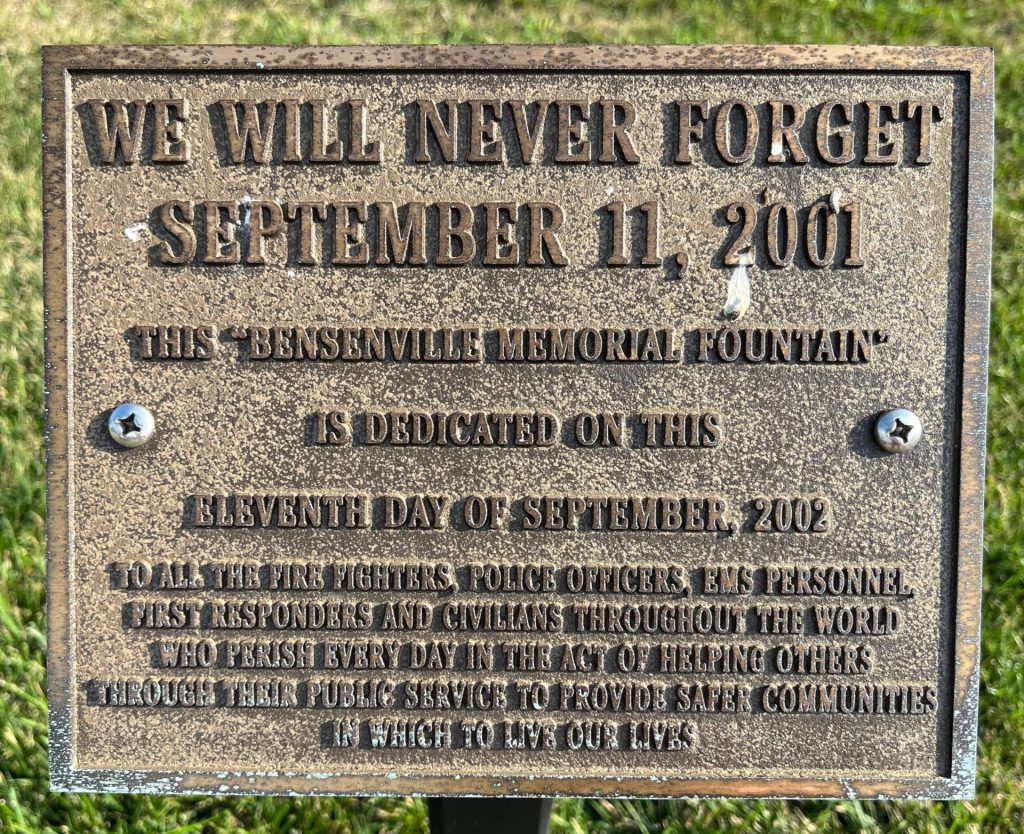 WE WILL NEVER FORGET
SEPTEMBER 11, 2001
THIS "BENSENVILLE MEMORIAL FOUNTAIN"
IS DEDICATED ON THIS
ELEVENTH DAY OF SEPTEMBER, 2002
TO ALL THE FIRE FIGHTERS, POLICE OFFICERS, EMS PERSONNEL,
FIRST RESPONDERS AND CIVILIANS THROUGHOUT THE WORLD
WHO PERISH EVERY DAY IN THE ACT OF HELPING OTHERS
THROUGH THEIR PUBLIC SERVICE TO PROVIDE SAFER COMMUNITIES
IN WHICH TO LIVE OUR LIVES